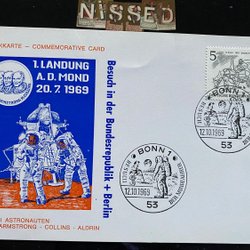 NISSED
KKARTE – COMMEMORATIVE CARD
1. LANDUNG
A.D. MOND
20.7.1969
Besuch in der
Bundesrepublik + Berlin
5
BONN 1
12.10.1969
53
BONN 1
12.10.1969
53
I ASTRONAUTEN
ARMSTRONG - COLLINS - ALDRIN